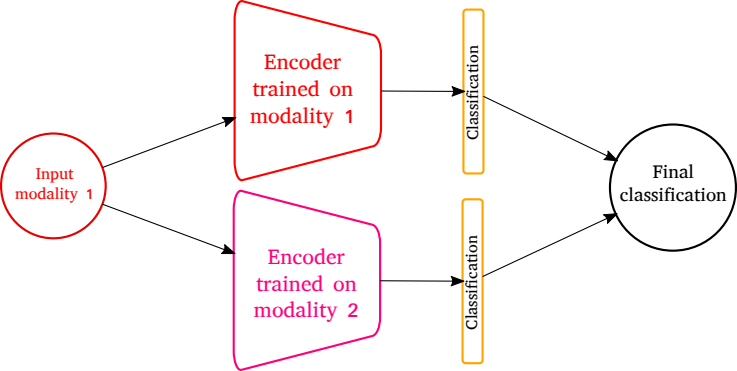 Input
modality 1
Encoder
trained on
modality 1
Classification
Encoder
trained on
modality 2
Classification
Final
classification